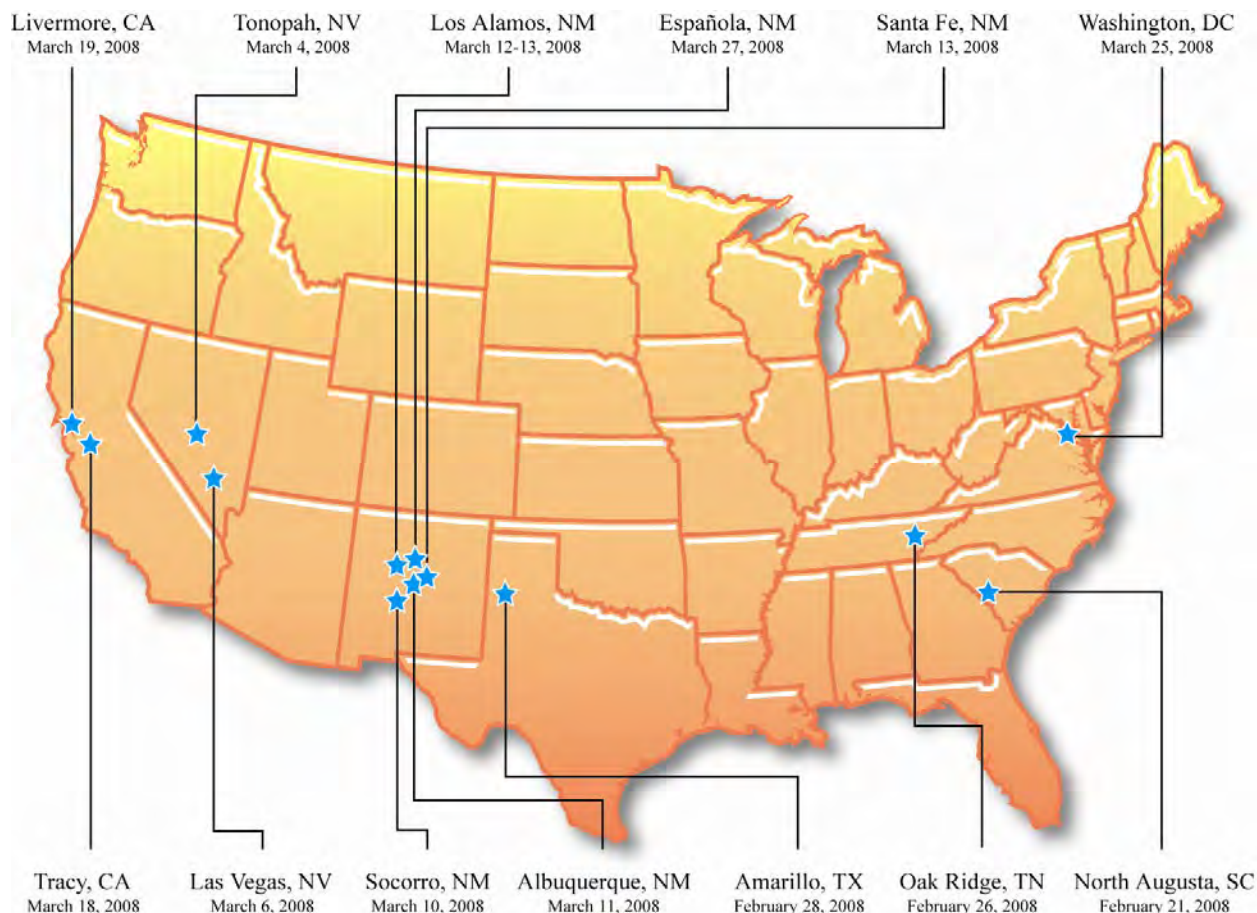 Livermore, CA
March 19, 2008
Tonopah, NV
March 4, 2008
Los Alamos, NM
March 12-13, 2008
Española, NM
March 27, 2008
Santa Fe, NM
March 13, 2008
Washington, DC
March 25, 2008
Tracy, CA
March 18, 2008
Las Vegas, NV
March 6, 2008
Socorro, NM
March 10, 2008
Albuquerque, NM
March 11, 2008
Amarillo, TX
February 28, 2008
Oak Ridge, TN
February 26, 2008
North Augusta, SC
February 21, 2008